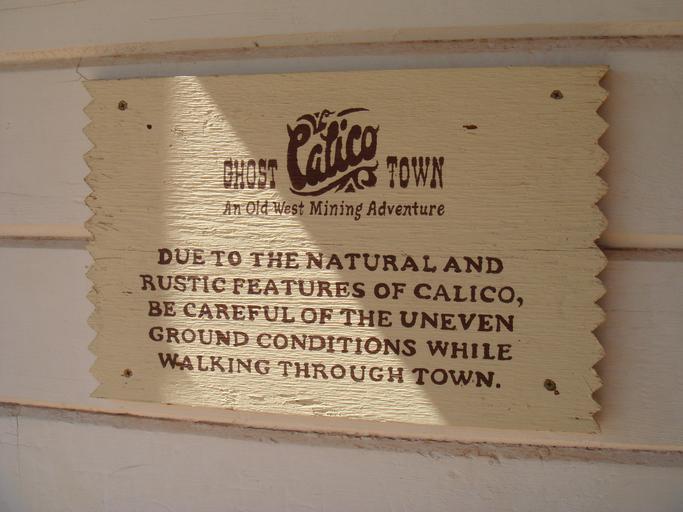 GHOST Calico TOWN
An Old West Mining Adventure
DUE TO THE NATURAL AND
RUSTIC FEATURES OF CALICO,
BE CAREFUL OF THE UNEVEN
GROUND CONDITIONS WHILE
WALKING THROUGH TOWN.